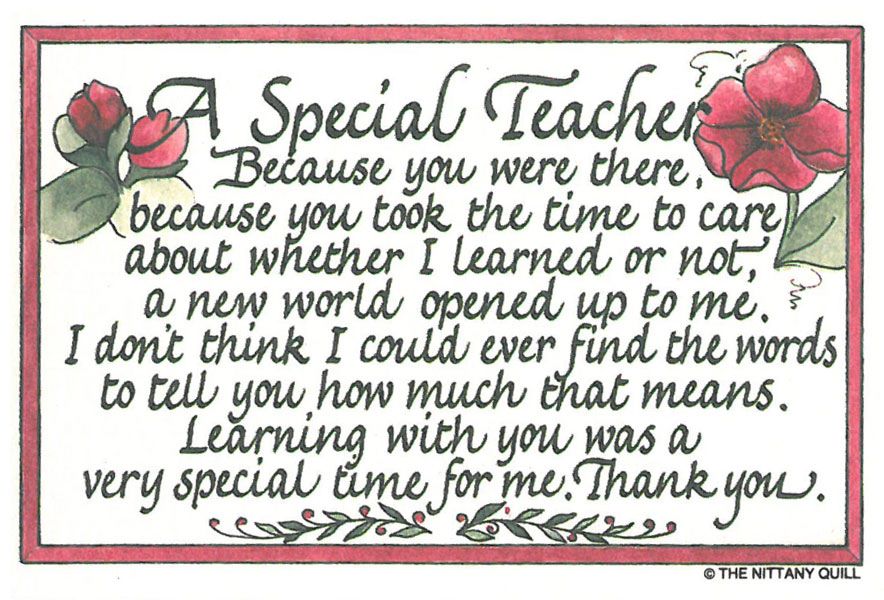 A Special Teacher
Because you were there,
because you took the time to care
about whether I learned or not,
a new world opened up to me.
I don't think I could ever find the words
to tell you how much that means.
Learning with you was a
very special time for me. Thank you.
© THE NITTANY QUILL